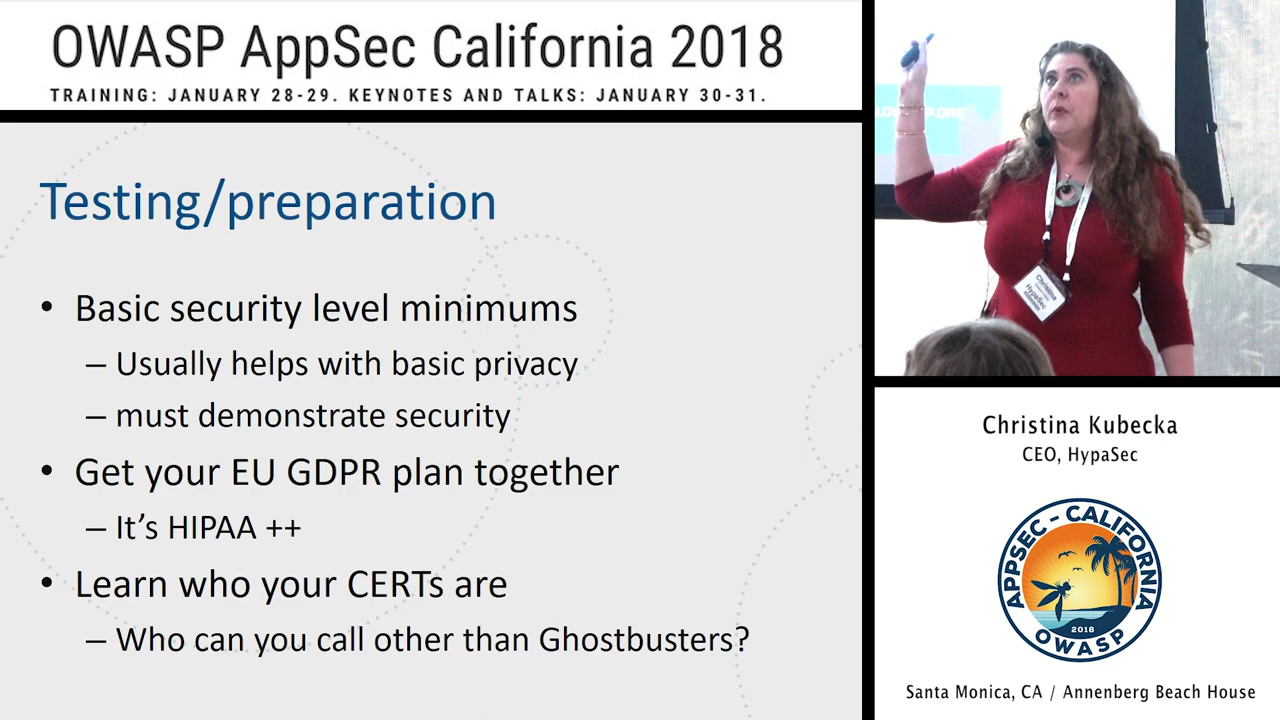 OWASP AppSec California 2018
TRAINING: JANUARY 28-29. KEYNOTES AND TALKS: JANUARY 30-31.
Testing/preparation
• Basic security level minimums
– Usually helps with basic privacy
– must demonstrate security
• Get your EU GDPR plan together
– It's HIPAA ++
• Learn who your CERTs are
– Who can you call other than Ghostbusters?
Christina
HypaSec
Christina Kubecka
CEO, HypaSec
APPSEC - CALIFORNIA
2018
OWASP
Santa Monica, CA / Annenberg Beach House